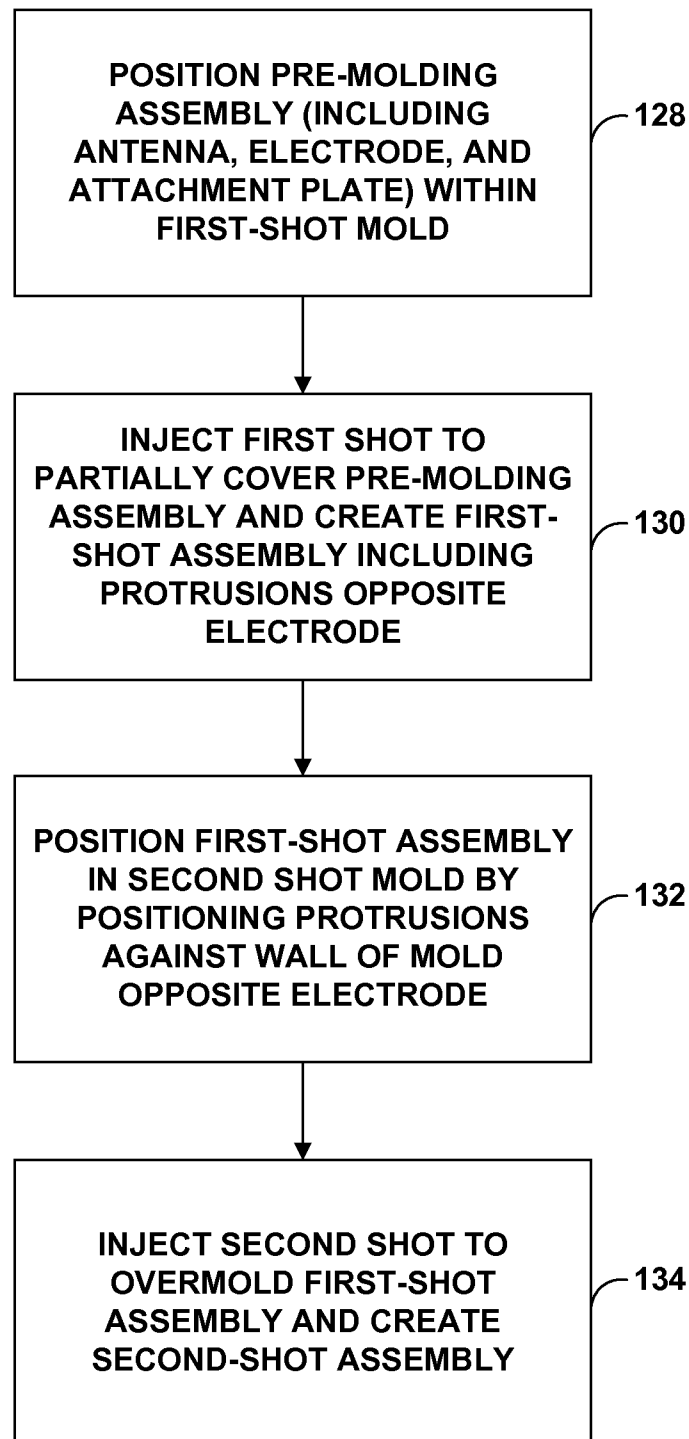 POSITION PRE-MOLDING
ASSEMBLY (INCLUDING
ANTENNA, ELECTRODE, AND
ATTACHMENT PLATE) WITHIN
FIRST-SHOT MOLD
128
INJECT FIRST SHOT TO
PARTIALLY COVER PRE-MOLDING
ASSEMBLY AND CREATE FIRST-
SHOT ASSEMBLY INCLUDING
PROTRUSIONS OPPOSITE
ELECTRODE
130
POSITION FIRST-SHOT ASSEMBLY
IN SECOND SHOT MOLD BY
POSITIONING PROTRUSIONS
AGAINST WALL OF MOLD
OPPOSITE ELECTRODE
132
INJECT SECOND SHOT TO
OVERMOLD FIRST-SHOT
ASSEMBLY AND CREATE
SECOND-SHOT ASSEMBLY
134